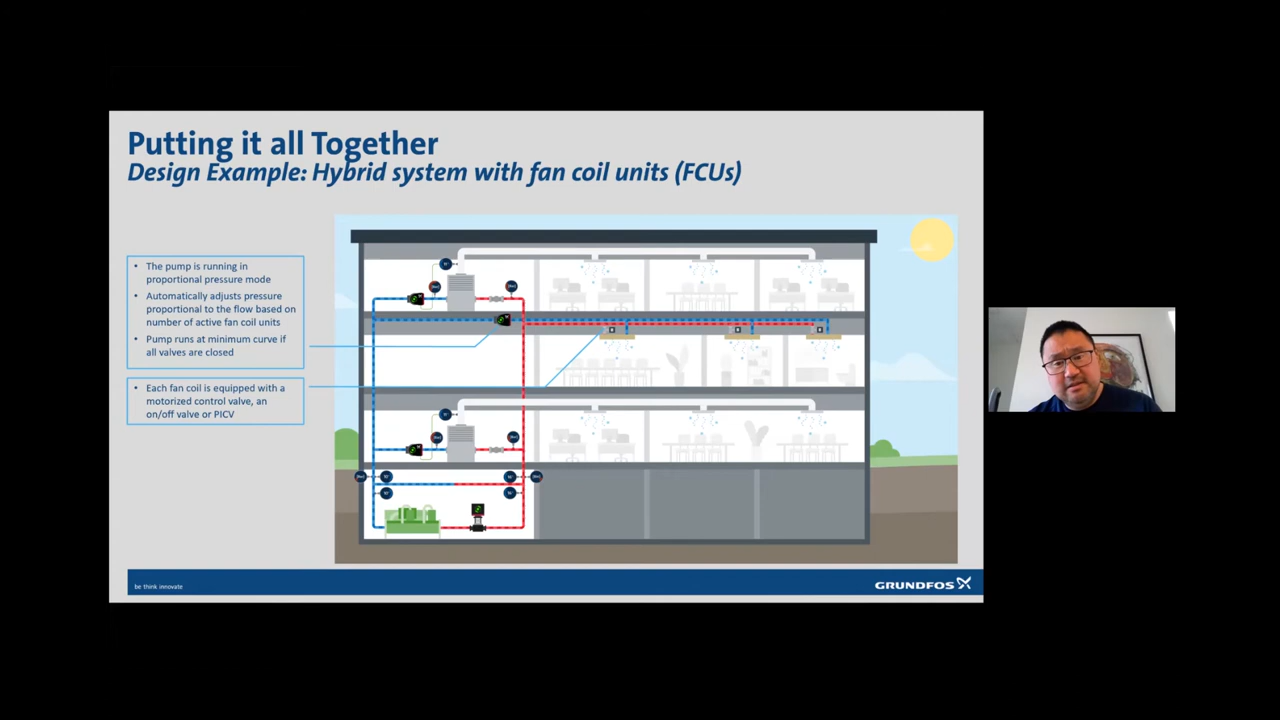 Putting it all Together
Design Example: Hybrid system with fan coil units (FCUs)
• The pump is running in
proportional pressure mode
• Automatically adjusts pressure
proportional to the flow based on
number of active fan coil units
• Pump runs at minimum curve if
all valves are closed
• Each fan coil is equipped with a
motorized control valve, an
on/off valve or PICV
be think innovate
GRUNDFOS